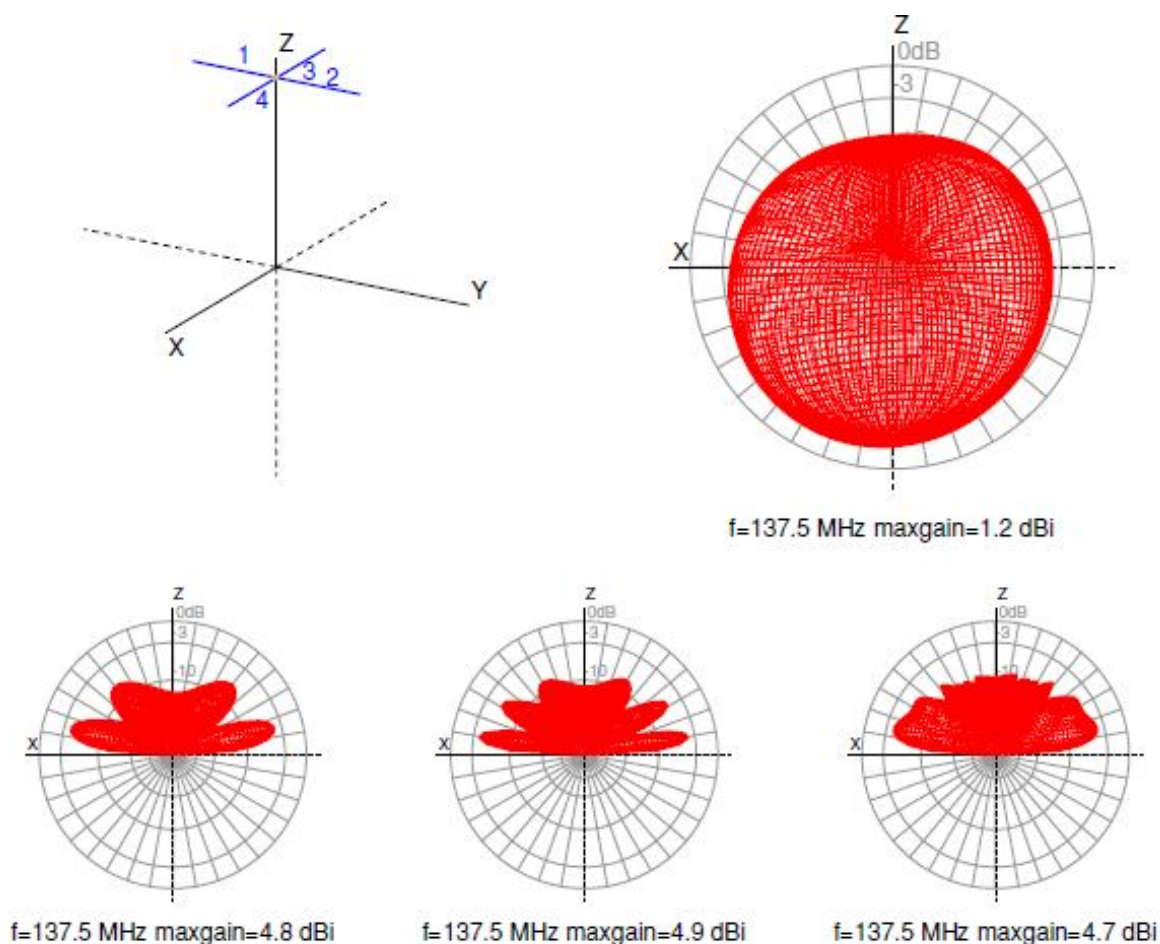 Z
1
3
2
4
Y
X
Z
0dB
-3
X
f=137.5 MHz maxgain=1.2 dBi
Z
0dB
-3
-10
X
f=137.5 MHz maxgain=4.8 dBi
Z
0dB
-3
-10
X
f=137.5 MHz maxgain=4.9 dBi
Z
0dB
-3
-10
X
f=137.5 MHz maxgain=4.7 dBi